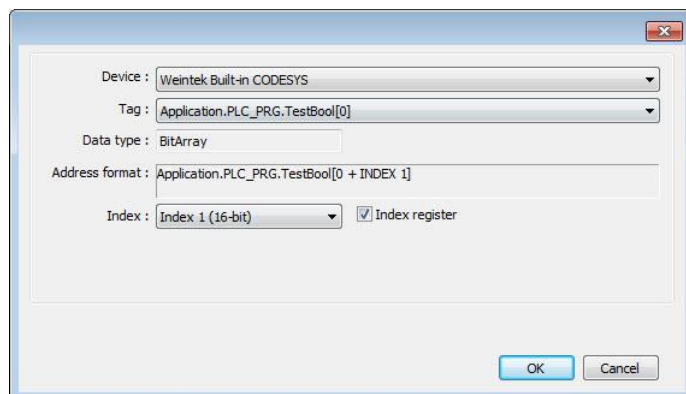 Device : Weintek Built-in CODESYS
Tag : Application.PLC_PRG.TestBool[0]
Data type : BitArray
Address format : Application.PLC_PRG.TestBool[0 + INDEX 1]
Index : Index 1 (16-bit) Index register
OK Cancel